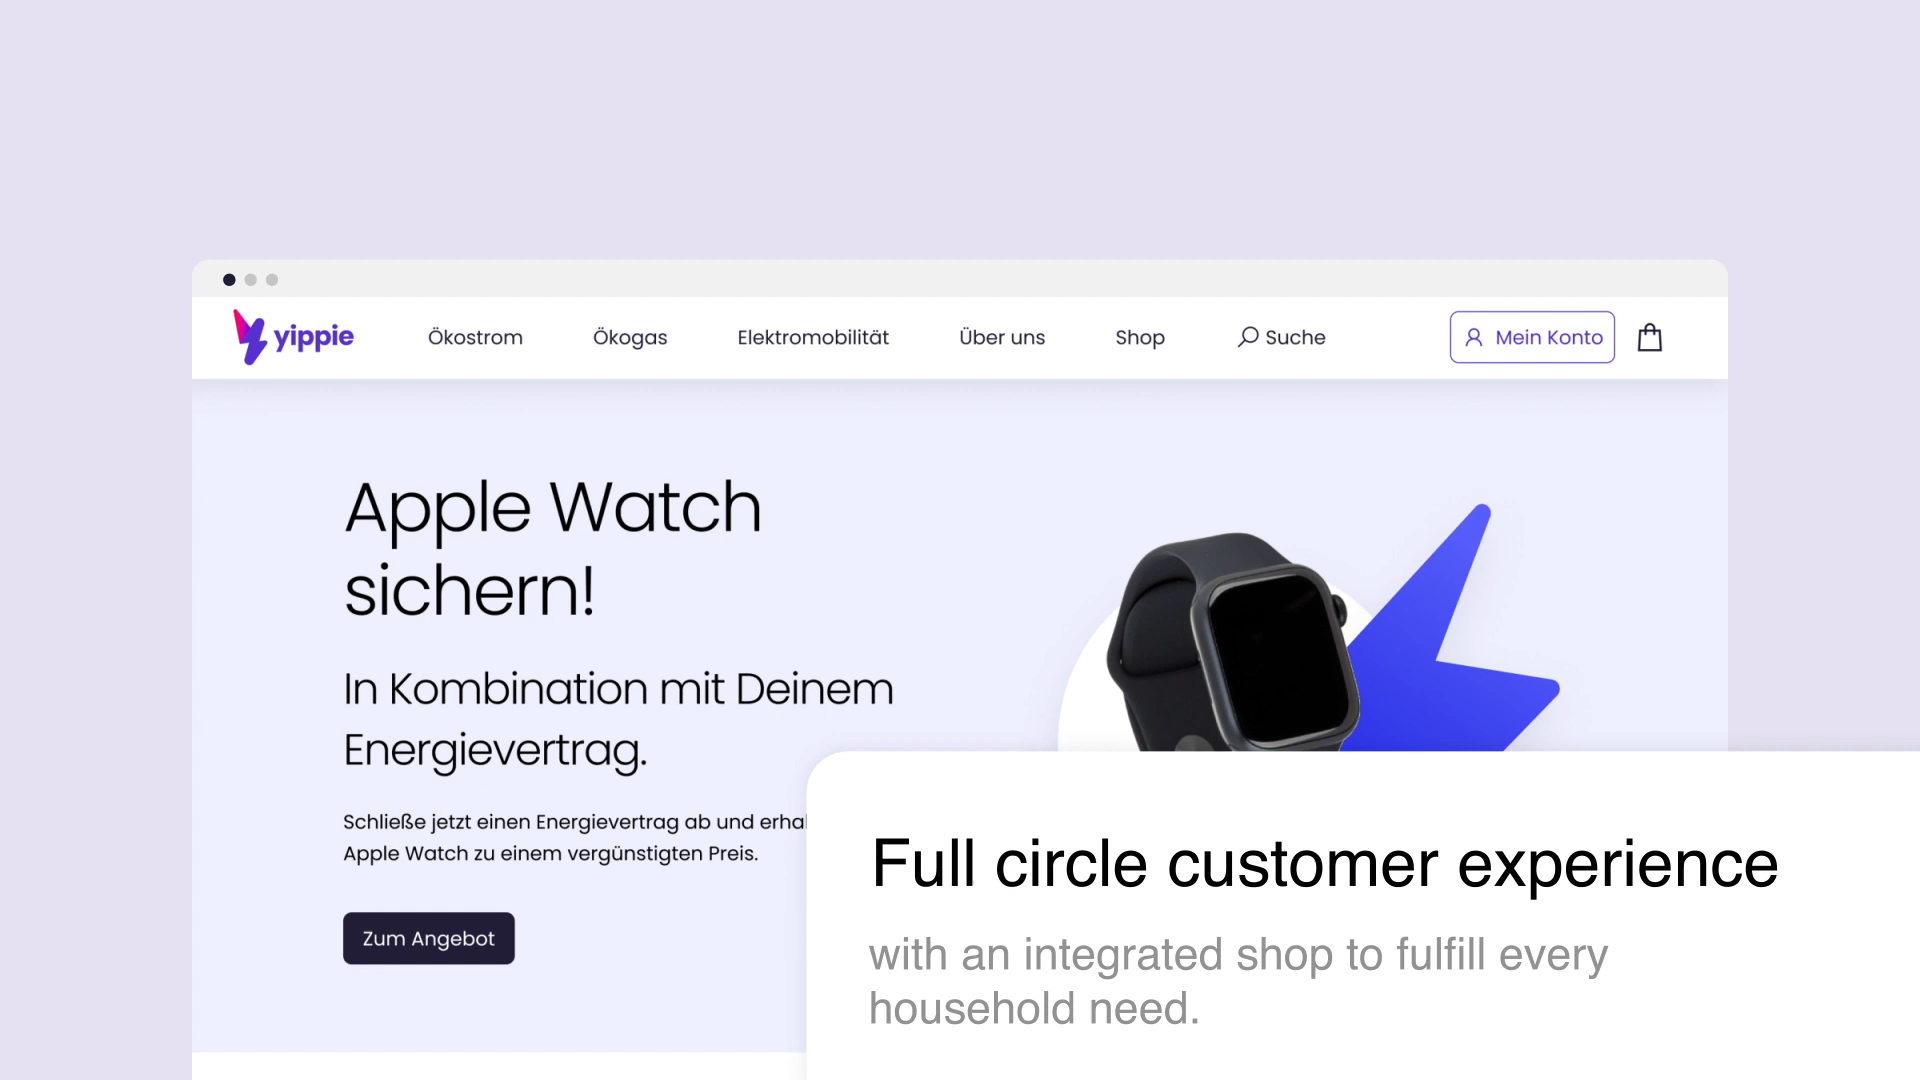 yippie
Ökostrom
Ökogas
Elektromobilität
Über uns
Shop
Suche
Mein Konto
Apple Watch
sichern!
In Kombination mit Deinem
Energievertrag.
Schließe jetzt einen Energievertrag ab und
Apple Watch zu einem vergünstigten Preis.
Zum Angebot
Full circle customer experience
with an integrated shop to fulfill every
household need.